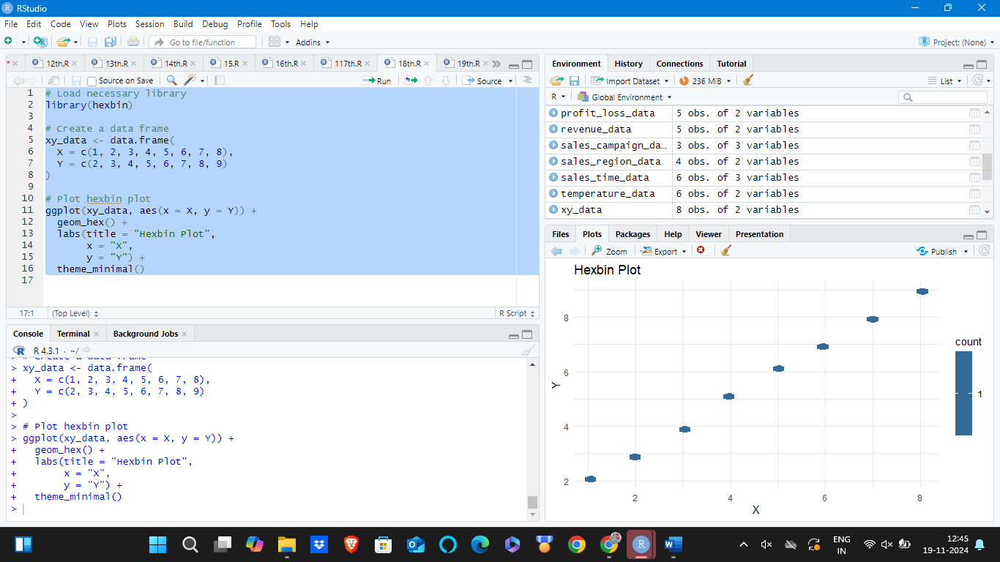 RStudio
File Edit Code View Plots Session Build Debug Profile Tools Help
Go to file/function Addins Project: (None)
12th.R 13th.R 14th.R 15.R 16th.R 117th.R 18th.R 19th.R
Source on Save Run Source
1 # Load necessary library
2 library(hexbin)
3
4 # Create a data frame
5 xy_data <- data.frame(
6 X = c(1, 2, 3, 4, 5, 6, 7, 8),
7 Y = c(2, 3, 4, 5, 6, 7, 8, 9)
8 )
9
10 # Plot hexbin plot
11 ggplot(xy_data, aes(x = X, y = Y)) +
12 geom_hex() +
13 labs(title = "Hexbin Plot",
14 x = "X",
15 y = "Y") +
16 theme_minimal()
17
17:1 (Top Level) R Script
Console Terminal Background Jobs
R 4.3.1 · ~/
> # Create a data frame
> xy_data <- data.frame(
+ X = c(1, 2, 3, 4, 5, 6, 7, 8),
+ Y = c(2, 3, 4, 5, 6, 7, 8, 9)
+ )
>
> # Plot hexbin plot
> ggplot(xy_data, aes(x = X, y = Y)) +
+ geom_hex() +
+ labs(title = "Hexbin Plot",
+ x = "X",
+ y = "Y") +
+ theme_minimal()
>
Environment History Connections Tutorial
Import Dataset 236 MiB List
R Global Environment
profit_loss_data 5 obs. of 2 variables
revenue_data 5 obs. of 2 variables
sales_campaign_da… 3 obs. of 3 variables
sales_region_data 4 obs. of 2 variables
sales_time_data 6 obs. of 3 variables
temperature_data 6 obs. of 2 variables
xy_data 8 obs. of 2 variables
Files Plots Packages Help Viewer Presentation
Zoom Export Publish
Hexbin Plot
8
6
4
2
Y
2 4 6 8
X
count
1
ENG
IN
12:45
19-11-2024